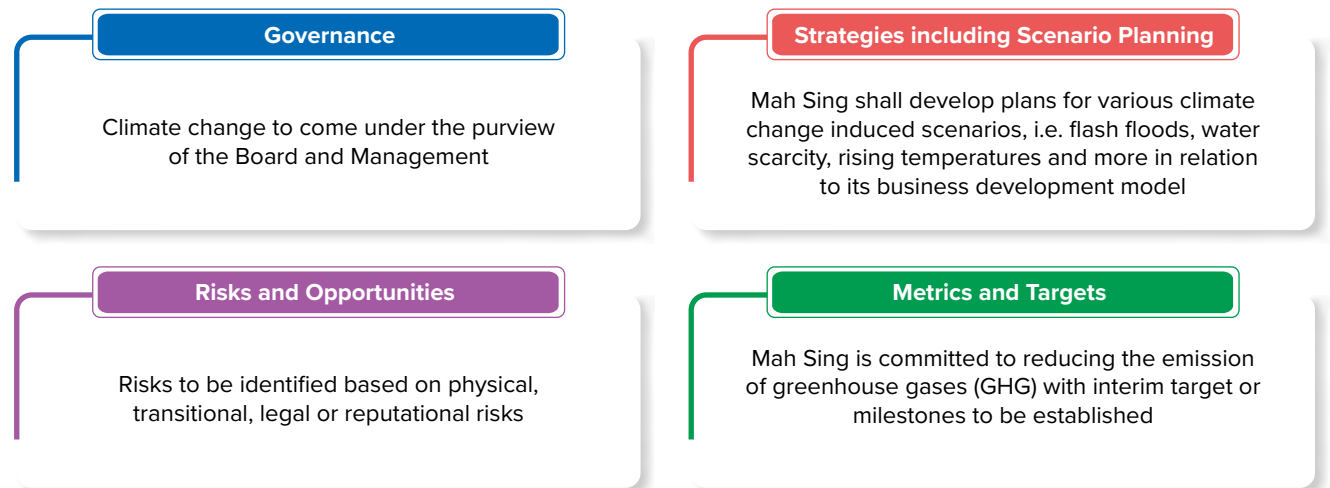 Governance
Climate change to come under the purview
of the Board and Management
Strategies including Scenario Planning
Mah Sing shall develop plans for various climate
change induced scenarios, i.e. flash floods, water
scarcity, rising temperatures and more in relation
to its business development model
Risks and Opportunities
Risks to be identified based on physical,
transitional, legal or reputational risks
Metrics and Targets
Mah Sing is committed to reducing the emission
of greenhouse gases (GHG) with interim target or
milestones to be established